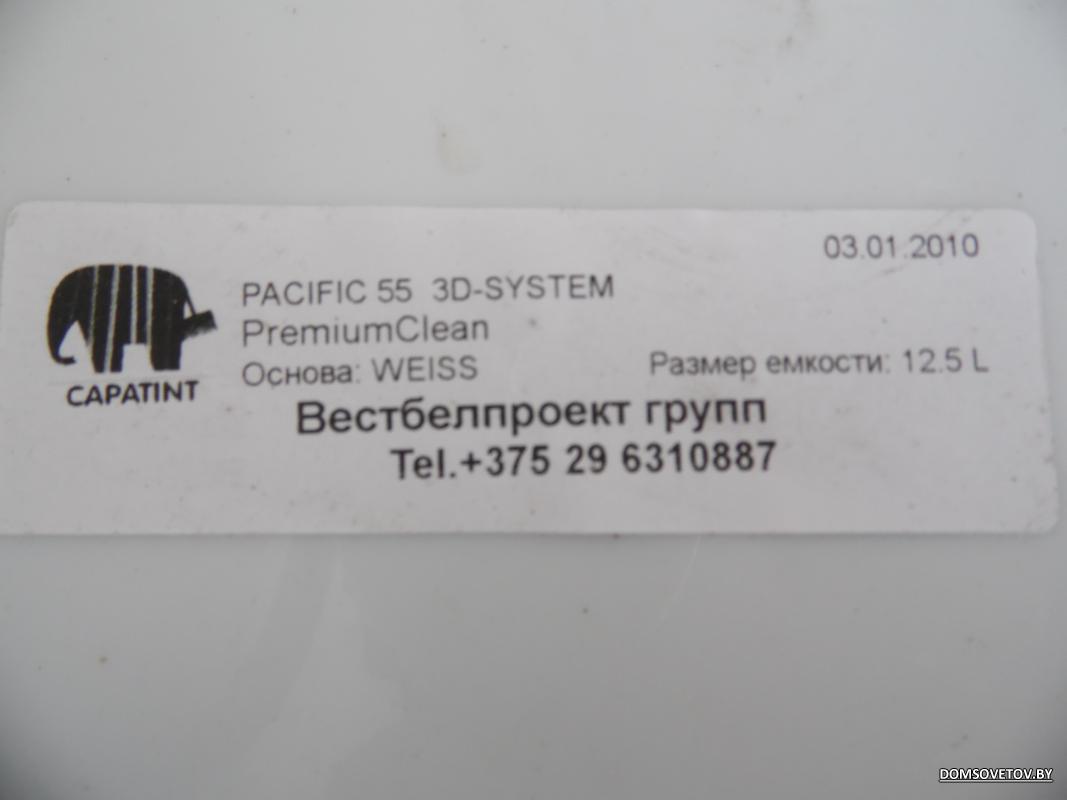 03.01.2010
PACIFIC 55 3D-SYSTEM
PremiumClean
Основа: WEISS
Размер емкости: 12.5 L
CAPATINT
Вестбелпроект групп
Tel.+375 29 6310887
DOMSOVETOV.BY